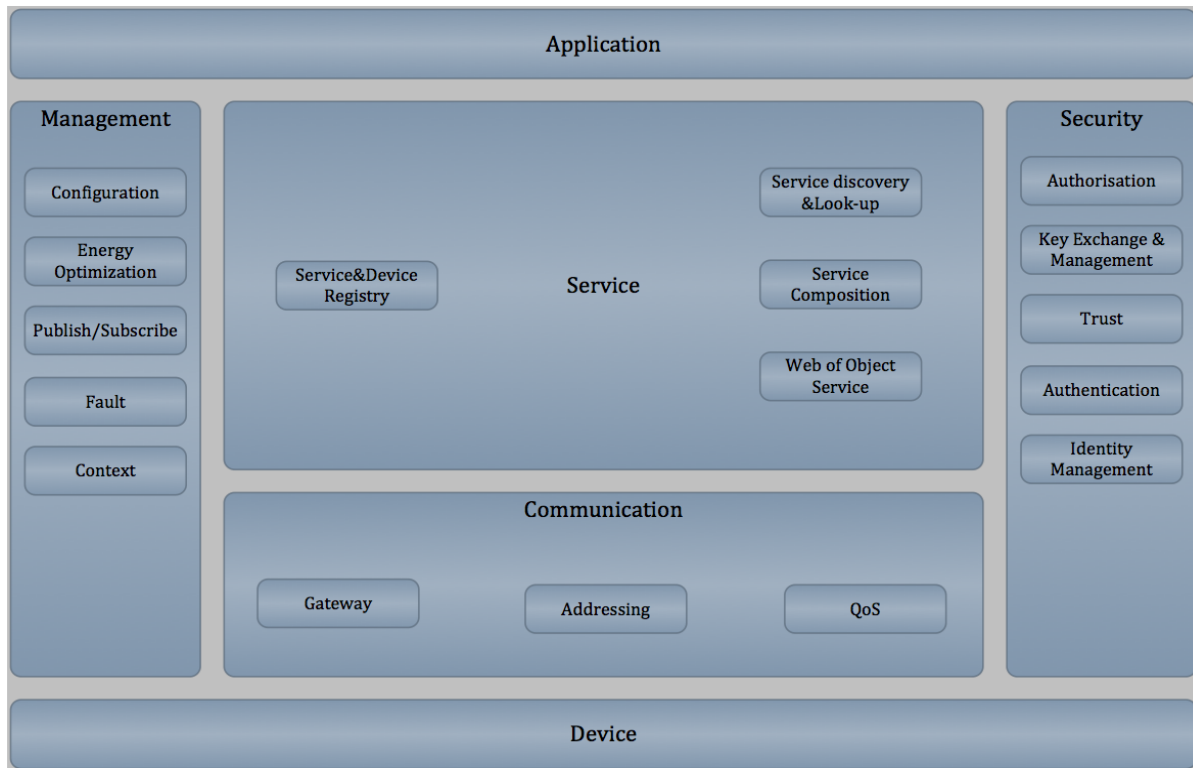 Application
Management
Configuration
Energy
Optimization
Publish/Subscribe
Fault
Context
Service&Device
Registry
Service
Service discovery
&Look-up
Service
Composition
Web of Object
Service
Communication
Gateway
Addressing
QoS
Security
Authorisation
Key Exchange &
Management
Trust
Authentication
Identity
Management
Device